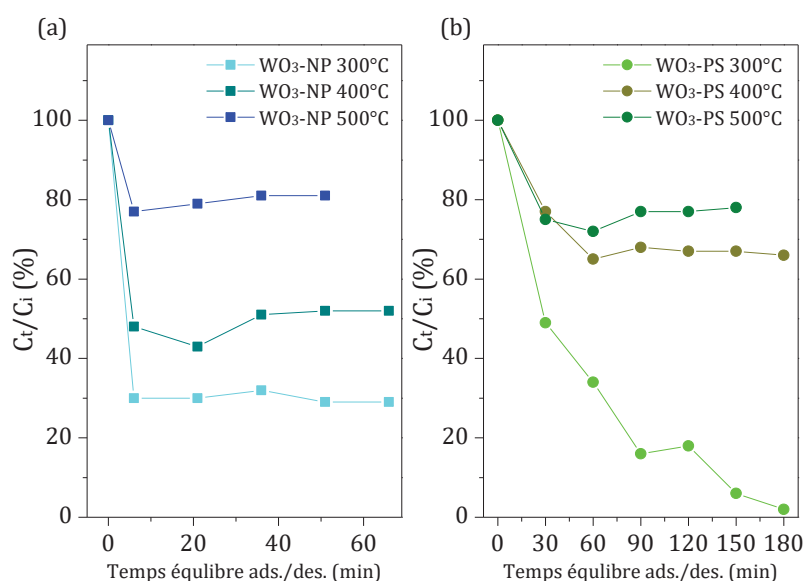 (a)
WO₃-NP 300°C
WO₃-NP 400°C
WO₃-NP 500°C
100
80
60
40
20
0
Ct/Ci (%)
0 20 40 60
Temps équlibre ads./des. (min)
(b)
WO₃-PS 300°C
WO₃-PS 400°C
WO₃-PS 500°C
100
80
60
40
20
0
Ct/Ci (%)
0 30 60 90 120 150 180
Temps équlibre ads./des. (min)